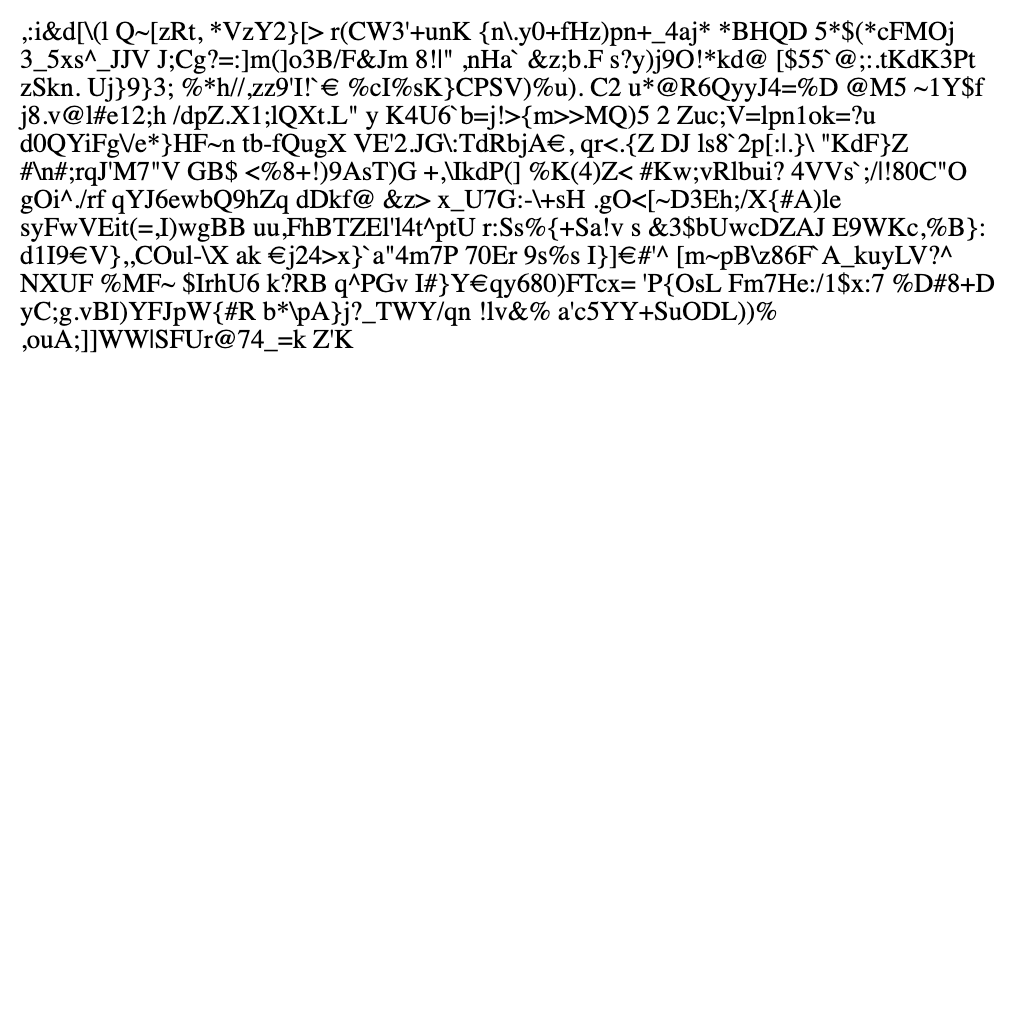 ,:i&d[\(l Q~[zRt, *VzY2}[> r(CW3'+unK {n\.y0+fHz)pn+_4aj* *BHQD 5*$(*cFMOj
3_5xs^_JJV J;Cg?=:]m(]o3B/F&Jm 8!|" ,nHa` &z;b.F s?y)j9O!*kd@ [$55`@;:.tKdK3Pt
zSkn. Uj}9}3; %*h//,zz9'I!`€ %cI%sK}CPSV)%u). C2 u*@R6QyyJ4=%D @M5 ~1Y$f
j8.v@l#e12;h /dpZ.X1;lQXt.L" y K4U6`b=j!>{m>>MQ)5 2 Zuc;V=lpn1ok=?u
d0QYiFg\/e*}HF~n tb-fQugX VE'2.JG\:TdRbjA€, qr<.{Z DJ ls8`2p[:|.}\ "KdF}Z
#\n#;rqJ'M7"V GB$ <%8+!)9AsT)G +,\IkdP(] %K(4)Z< #Kw;vRlbui? 4VVs`;/|!80C"O
gOi^./rf qYJ6ewbQ9hZq dDkf@ &z> x_U7G:-\+sH .gO<[~D3Eh;/X{#A)le
syFwVEit(=,I)wgBB uu,FhBTZEl'l4t^ptU r:Ss%{+Sa!v s &3$bUwcDZAJ E9WKc,%B}:
d1I9€V},,COul-\X ak €j24>x}`a"4m7P 70Er 9s%s I}]€#'^ [m~pB\z86F`A_kuyLV?^
NXUF %MF~ $IrhU6 k?RB q^PGv I#}Y€qy680)FTcx= 'P{OsL Fm7He:/1$x:7 %D#8+D
yC;g.vBI)YFJpW{#R b*\pA}j?_TWY/qn !lv&% a'c5YY+SuODL))%
,ouA;]]WW|SFUr@74_=k Z'K